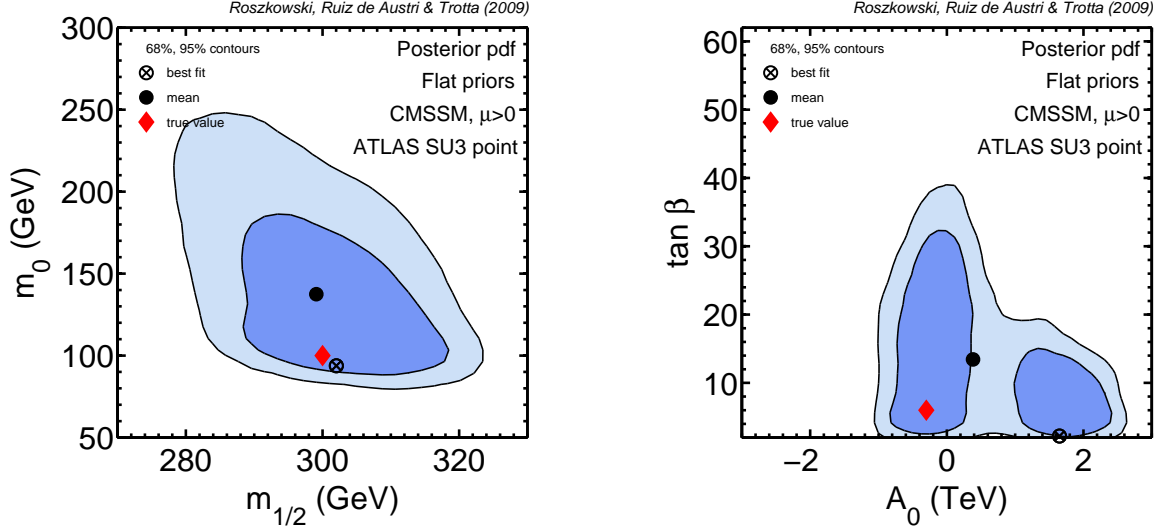 Roszkowski, Ruiz de Austri & Trotta (2009)
300
250
200
150
100
50
m0 (GeV)
68%, 95% contours
best fit
mean
true value
Posterior pdf
Flat priors
CMSSM, μ>0
ATLAS SU3 point
280
300
320
m1/2 (GeV)
Roszkowski, Ruiz de Austri & Trotta (2009)
60
50
40
30
20
10
tan β
68%, 95% contours
best fit
mean
true value
Posterior pdf
Flat priors
CMSSM, μ>0
ATLAS SU3 point
−2
0
2
A0 (TeV)